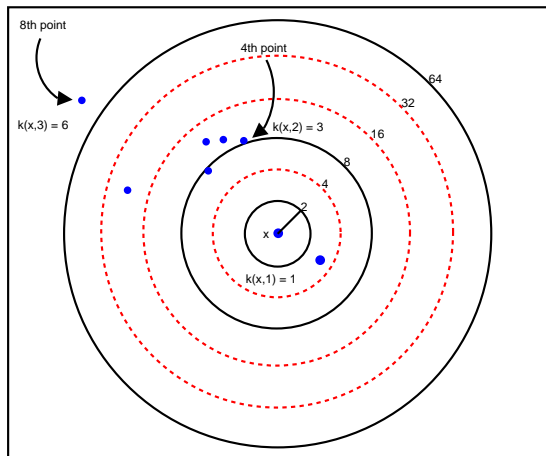 8th point
4th point
64
32
k(x,3) = 6
k(x,2) = 3
16
8
4
2
x
k(x,1) = 1